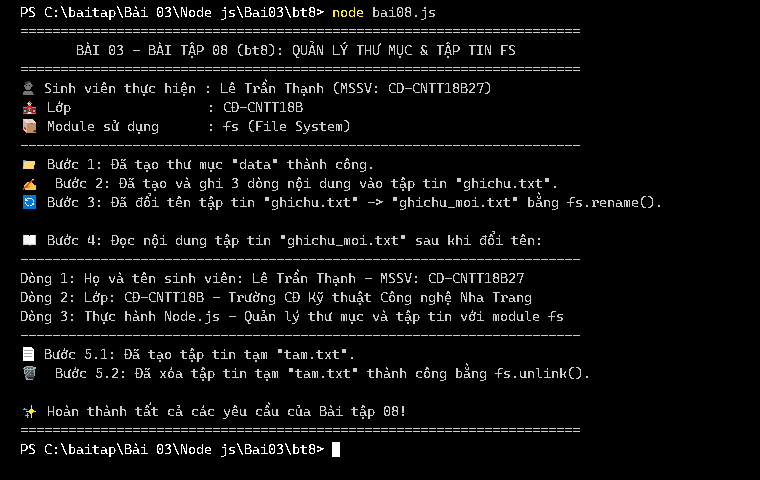 PS C:\baitap\Bài 03\Node js\Bai03\bt8> node bai08.js
======================================================================
BÀI 03 - BÀI TẬP 08 (bt8): QUẢN LÝ THƯ MỤC & TẬP TIN FS
======================================================================
👤 Sinh viên thực hiện : Lê Trần Thạnh (MSSV: CD-CNTT18B27)
🏫 Lớp : CĐ-CNTT18B
📦 Module sử dụng : fs (File System)
----------------------------------------------------------------------
📁 Bước 1: Đã tạo thư mục "data" thành công.
✍️ Bước 2: Đã tạo và ghi 3 dòng nội dung vào tập tin "ghichu.txt".
🔄 Bước 3: Đã đổi tên tập tin "ghichu.txt" -> "ghichu_moi.txt" bằng fs.rename().
📖 Bước 4: Đọc nội dung tập tin "ghichu_moi.txt" sau khi đổi tên:
----------------------------------------------------------------------
Dòng 1: Họ và tên sinh viên: Lê Trần Thạnh - MSSV: CD-CNTT18B27
Dòng 2: Lớp: CĐ-CNTT18B - Trường CĐ Kỹ thuật Công nghệ Nha Trang
Dòng 3: Thực hành Node.js - Quản lý thư mục và tập tin với module fs
----------------------------------------------------------------------
📄 Bước 5.1: Đã tạo tập tin tạm "tam.txt".
🗑️ Bước 5.2: Đã xóa tập tin tạm "tam.txt" thành công bằng fs.unlink().
✨ Hoàn thành tất cả các yêu cầu của Bài tập 08!
======================================================================
PS C:\baitap\Bài 03\Node js\Bai03\bt8>